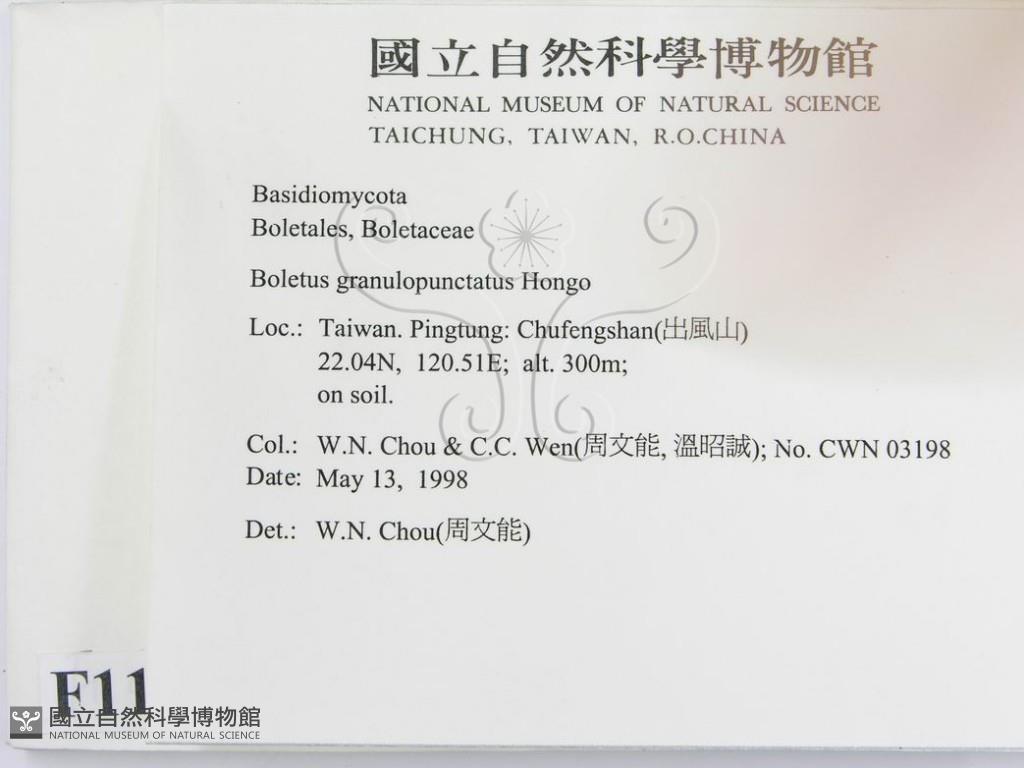 國立自然科學博物館
NATIONAL MUSEUM OF NATURAL SCIENCE
TAICHUNG, TAIWAN, R.O.CHINA
Basidiomycota
Boletales, Boletaceae
Boletus granulopunctatus Hongo
Loc.: Taiwan. Pingtung: Chufengshan(出風山)
22.04N, 120.51E; alt. 300m;
on soil.
Col.: W.N. Chou & C.C. Wen(周文能, 溫昭誠); No. CWN 03198
Date: May 13, 1998
Det.: W.N. Chou(周文能)
F11
國立自然科學博物館
NATIONAL MUSEUM OF NATURAL SCIENCE